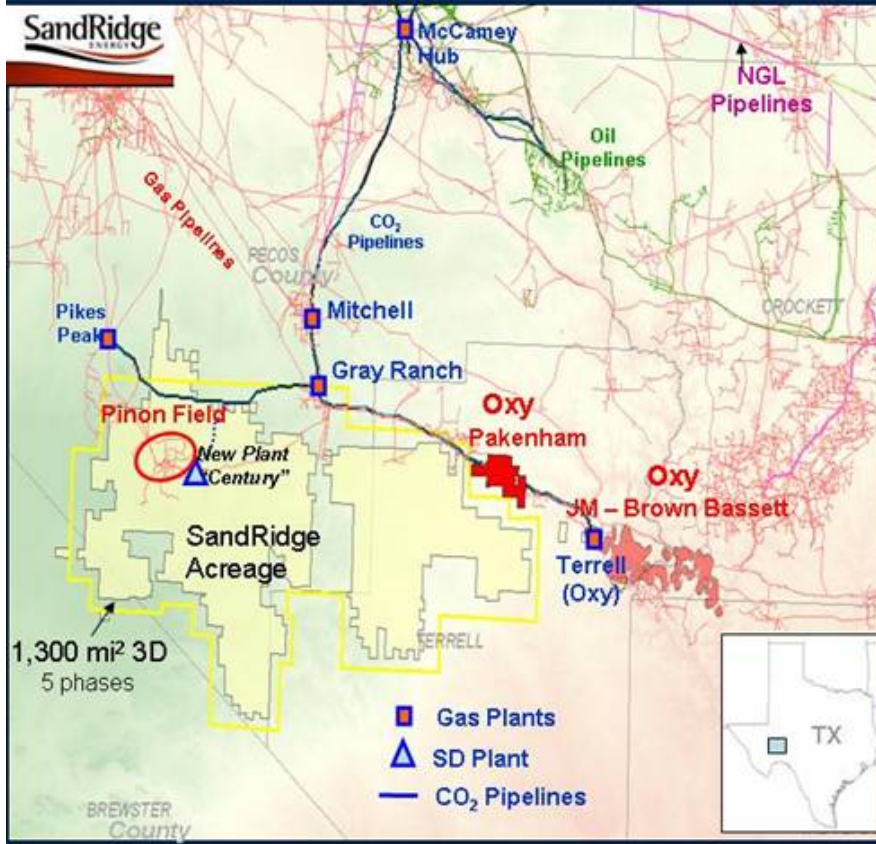 SandRidge
ENERGY
McCamey
Hub
NGL
Pipelines
Oil
Pipelines
Gas Pipelines
CO₂
Pipelines
PECOS
County
CROCKETT
Pikes
Peak
Mitchell
Gray Ranch
Pinon Field
New Plant
"Century"
Oxy
Pakenham
Oxy
JM – Brown Bassett
SandRidge
Acreage
Terrell
(Oxy)
1,300 mi² 3D
5 phases
TERRELL
Gas Plants
SD Plant
CO₂ Pipelines
TX
BREWSTER
County